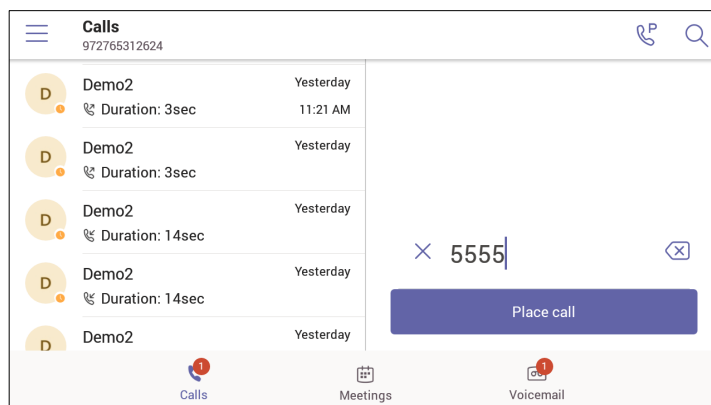 Calls
972765312624
P
D
Demo2
Yesterday
Duration: 3sec
11:21 AM
D
Demo2
Yesterday
Duration: 3sec
D
Demo2
Yesterday
Duration: 14sec
D
Demo2
Yesterday
Duration: 14sec
D
Demo2
Yesterday
5555
Place call
1
Calls
Meetings
1
Voicemail